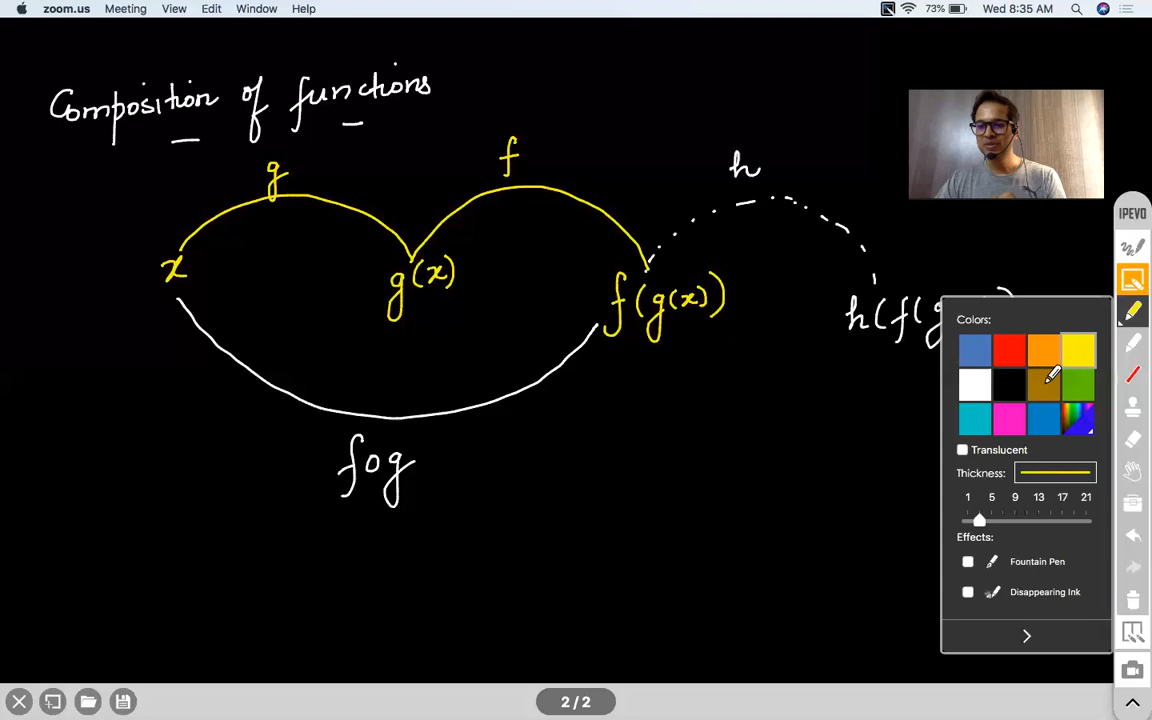 zoom.us Meeting View Edit Window Help 73% Wed 8:35 AM
Composition of functions
g f h
x g(x) f(g(x)) h(f(g
fog
IPEVO
Colors:
Translucent
Thickness:
1 5 9 13 17 21
Effects:
Fountain Pen
Disappearing Ink
2 / 2